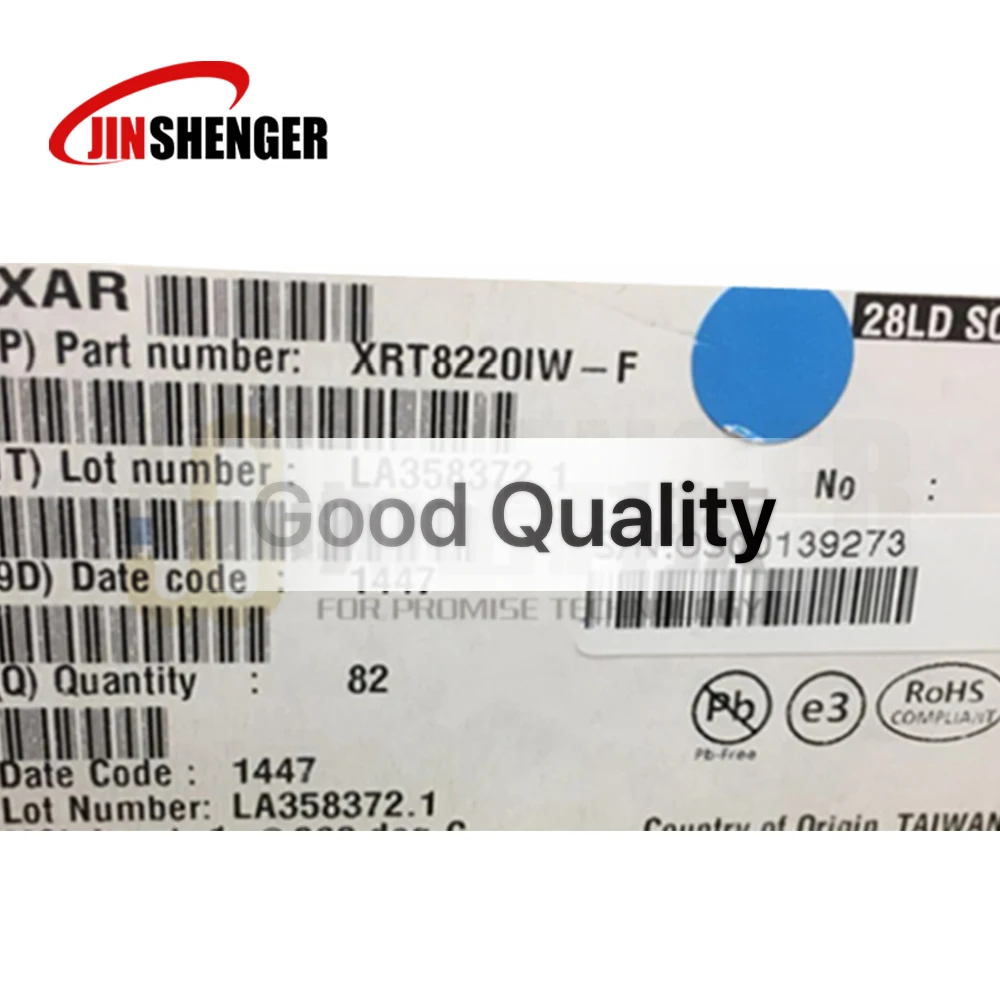 JINSHENGER
XAR
28LD SO
P) Part number: XRT8220IW-F
T) Lot number : LA358372.1
No :
Good Quality
139273
9D) Date code : 1447
FOR PROMISE TECHNOLOGY
(Q) Quantity : 82
Pb
e3
RoHS
COMPLIANT
Pb-Free
Date Code : 1447
Lot Number: LA358372.1
Country of Origin TAIWAN